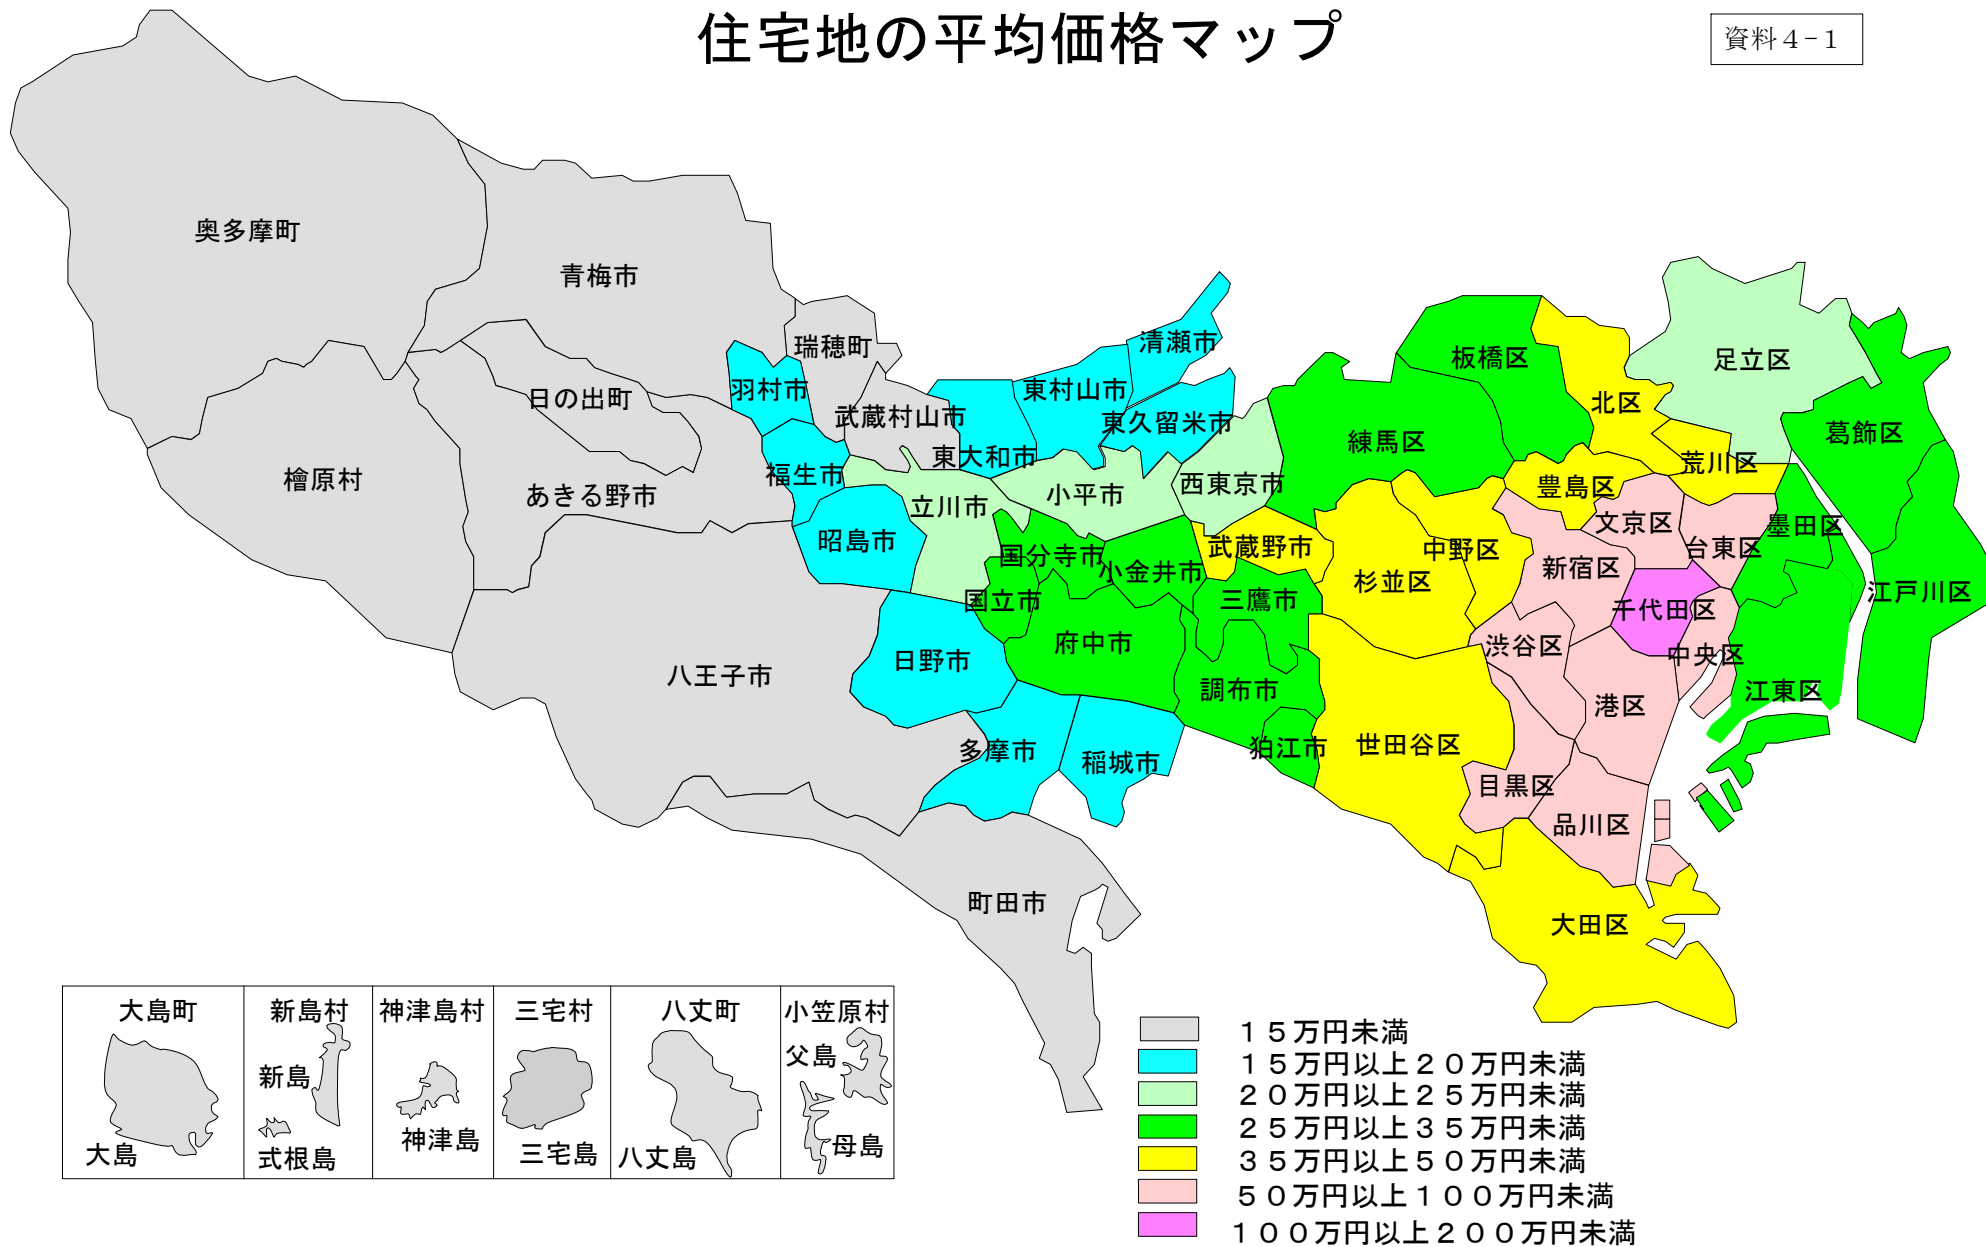 住宅地の平均価格マップ
資料４-１
奥多摩町
青梅市
瑞穂町
清瀬市
板橋区
足立区
日の出町
羽村市
東村山市
北区
武蔵村山市
東久留米市
葛飾区
練馬区
東大和市
荒川区
檜原村
福生市
西東京市
豊島区
あきる野市
小平市
立川市
文京区
墨田区
昭島市
国分寺市
武蔵野市
中野区
台東区
小金井市
杉並区
新宿区
国立市
三鷹市
千代田区
江戸川区
府中市
渋谷区
中央区
日野市
八王子市
調布市
港区
江東区
多摩市
狛江市
世田谷区
稲城市
目黒区
品川区
町田市
大田区
大島町
新島村
神津島村
三宅村
八丈町
小笠原村
父島
新島
大島
式根島
神津島
三宅島
八丈島
母島
１５万円未満
１５万円以上２０万円未満
２０万円以上２５万円未満
２５万円以上３５万円未満
３５万円以上５０万円未満
５０万円以上１００万円未満
１００万円以上２００万円未満